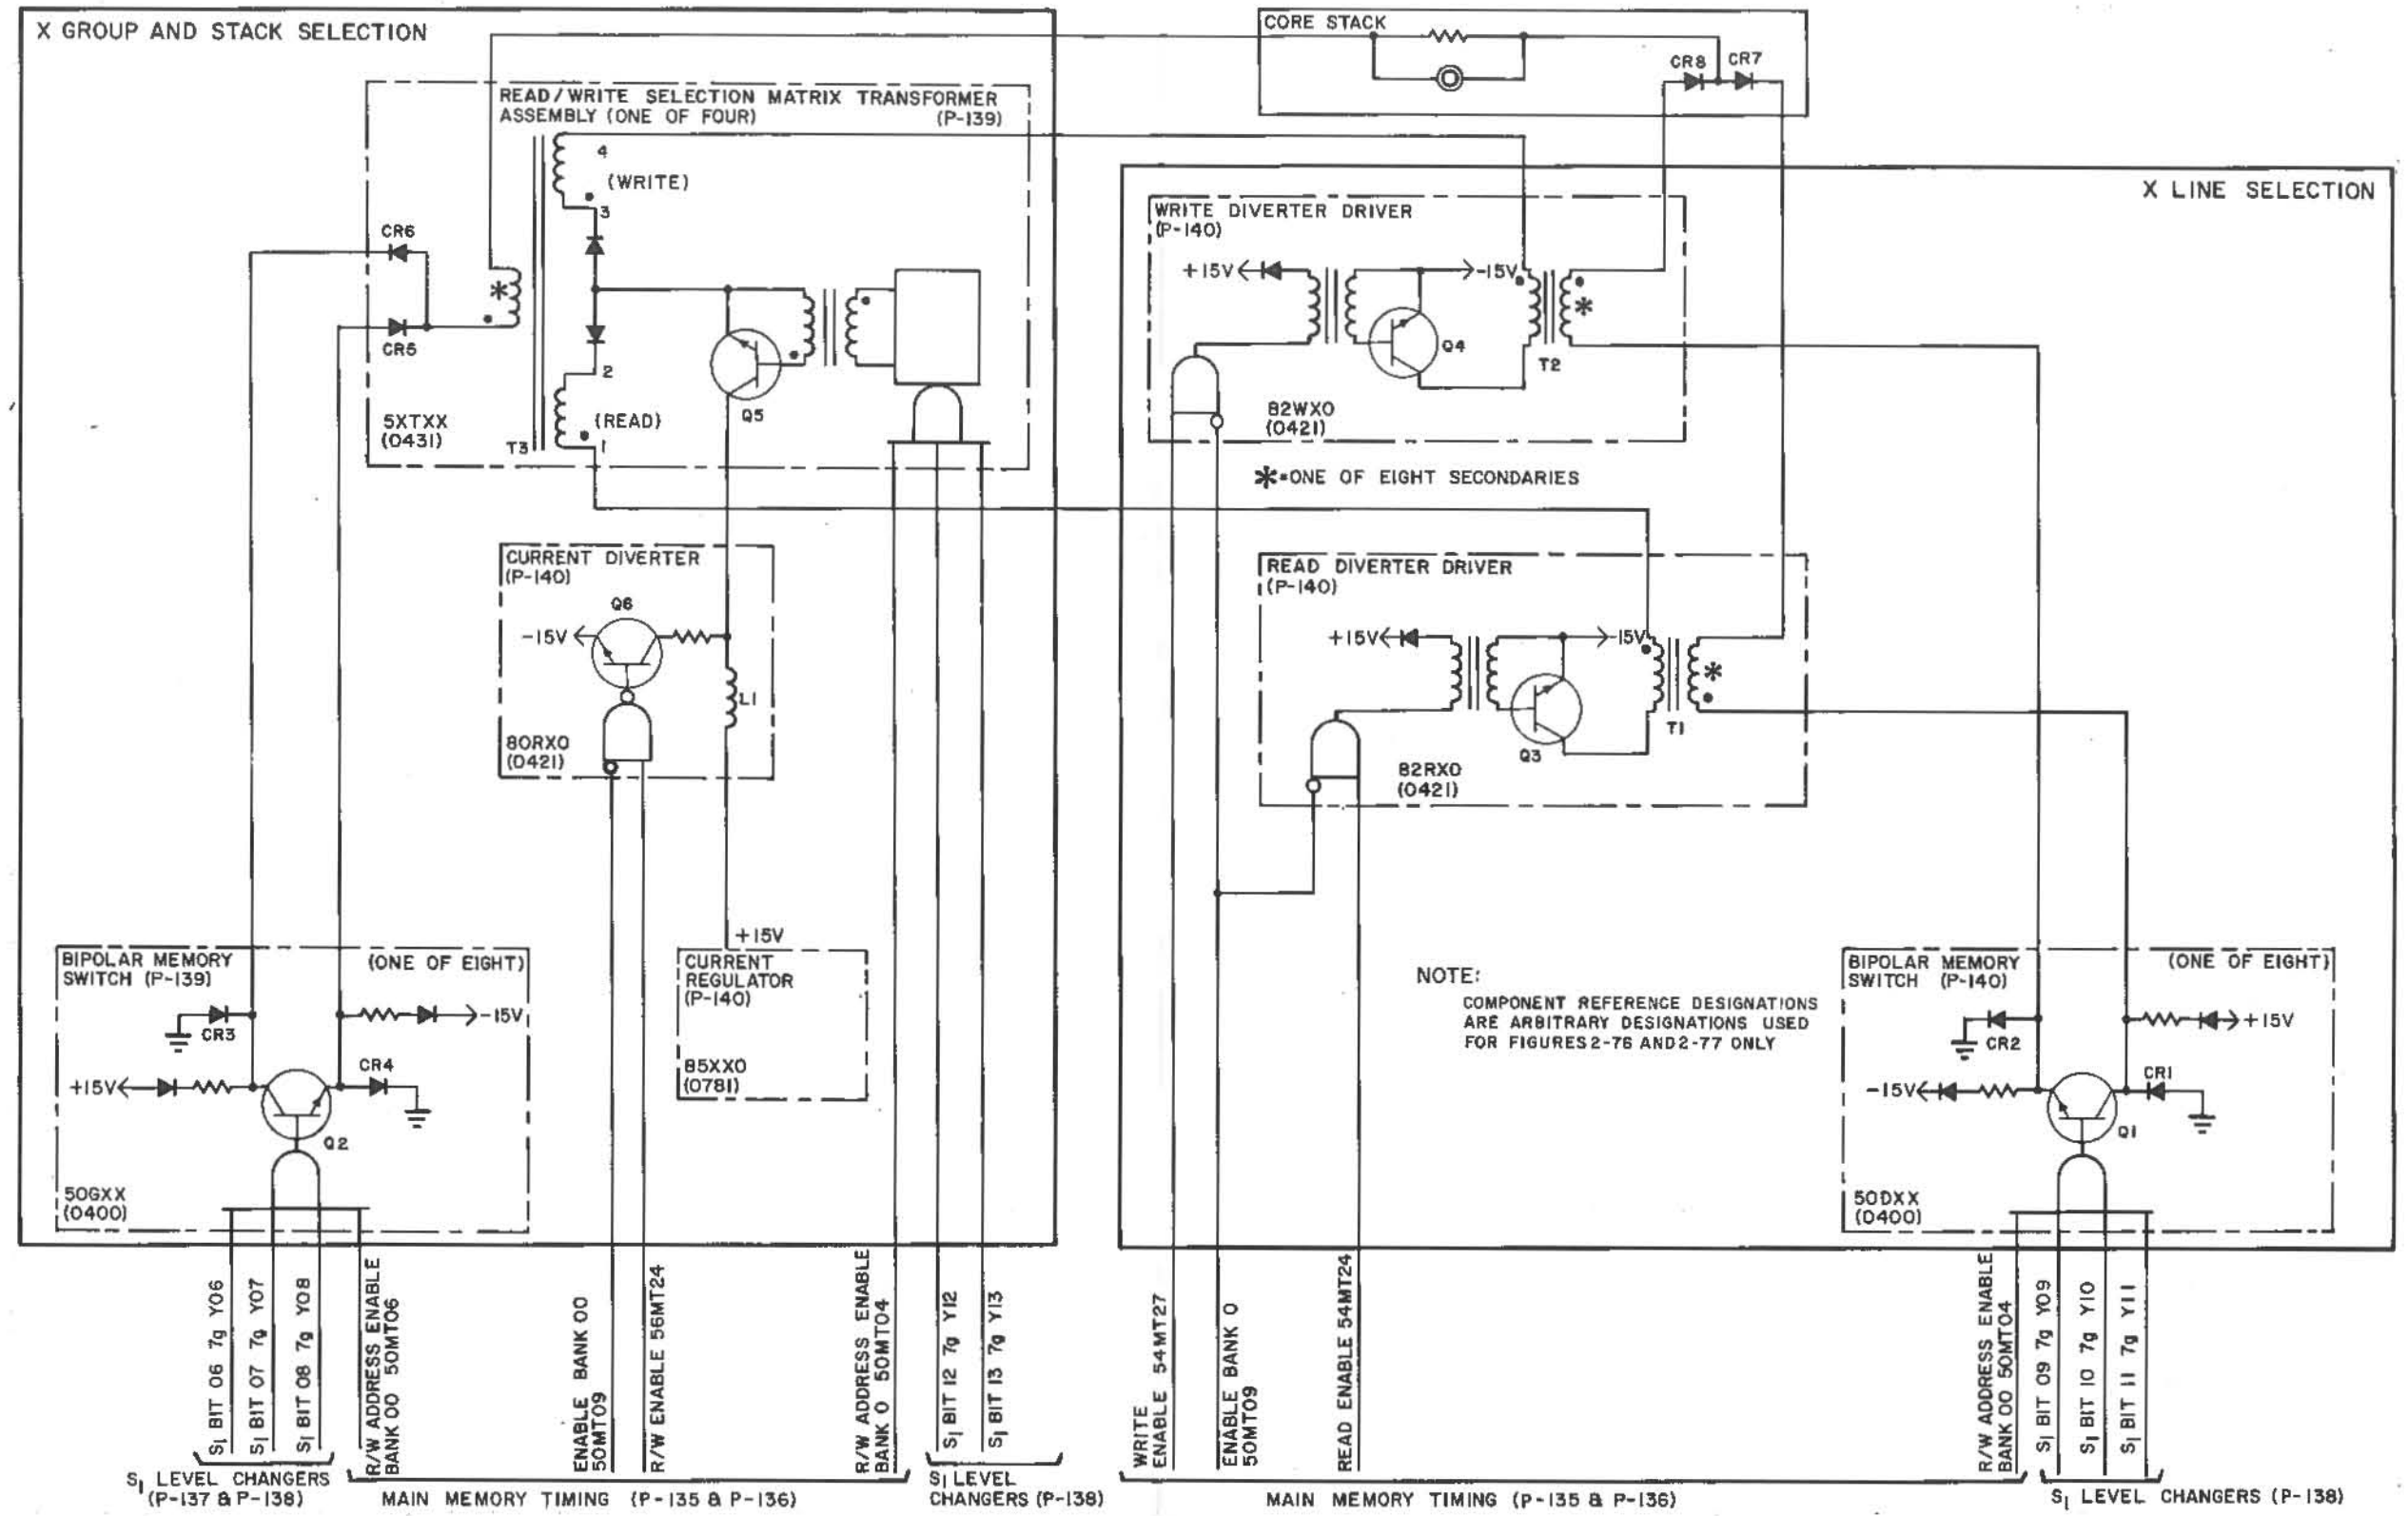 X GROUP AND STACK SELECTION
READ/WRITE SELECTION MATRIX TRANSFORMER
ASSEMBLY (ONE OF FOUR) (P-139)
4
(WRITE)
3
CR6
*
CR5
2
(READ)
1
Q5
5XTXX
(0431)
T3
CURRENT DIVERTER
(P-140)
Q6
-15V
L1
80RX0
(0421)
+15V
CURRENT
REGULATOR
(P-140)
85XX0
(0781)
BIPOLAR MEMORY (ONE OF EIGHT)
SWITCH (P-139)
CR3
-15V
+15V
CR4
Q2
50GXX
(0400)
CORE STACK
CR8 CR7
X LINE SELECTION
WRITE DIVERTER DRIVER
(P-140)
+15V
-15V
*
Q4
T2
82WX0
(0421)
*=ONE OF EIGHT SECONDARIES
READ DIVERTER DRIVER
(P-140)
+15V
-15V
*
Q3
T1
82RX0
(0421)
NOTE:
COMPONENT REFERENCE DESIGNATIONS
ARE ARBITRARY DESIGNATIONS USED
FOR FIGURES 2-76 AND 2-77 ONLY
BIPOLAR MEMORY (ONE OF EIGHT)
SWITCH (P-140)
CR2
+15V
-15V
CR1
Q1
50DXX
(0400)
S1 BIT 06 7g Y06
S1 BIT 07 7g Y07
S1 BIT 08 7g Y08
R/W ADDRESS ENABLE
BANK 00 50MT06
ENABLE BANK 00
50MT09
R/W ENABLE 56MT24
R/W ADDRESS ENABLE
BANK 0 50MT04
S1 BIT 12 7g Y12
S1 BIT 13 7g Y13
WRITE
ENABLE 54MT27
ENABLE BANK 0
50MT09
READ ENABLE 54MT24
R/W ADDRESS ENABLE
BANK 00 50MT04
S1 BIT 09 7g Y09
S1 BIT 10 7g Y10
S1 BIT 11 7g Y11
S1 LEVEL CHANGERS
(P-137 & P-138)
MAIN MEMORY TIMING (P-135 & P-136)
S1 LEVEL
CHANGERS (P-138)
MAIN MEMORY TIMING (P-135 & P-136)
S1 LEVEL CHANGERS (P-138)